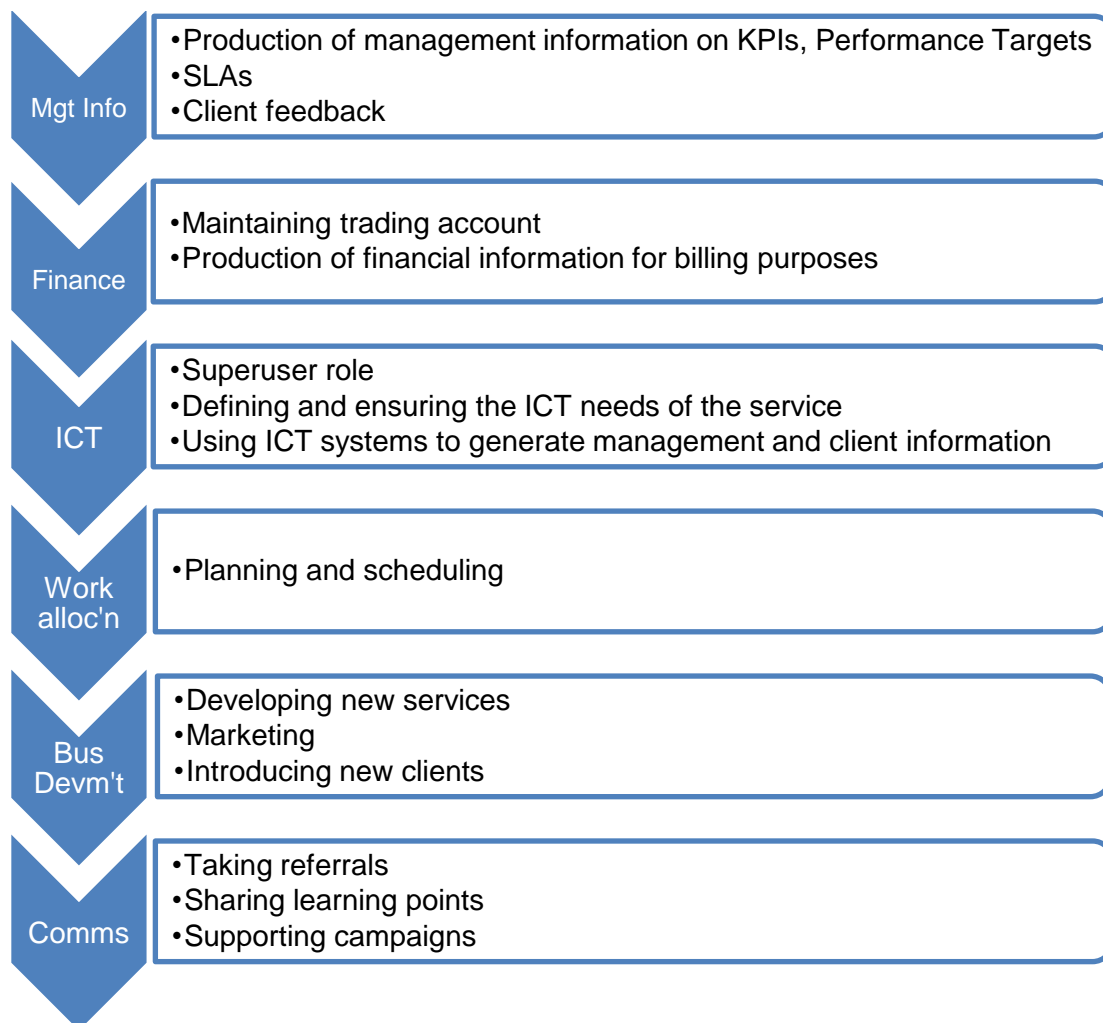 Mgt Info
•Production of management information on KPIs, Performance Targets
•SLAs
•Client feedback
Finance
•Maintaining trading account
•Production of financial information for billing purposes
ICT
•Superuser role
•Defining and ensuring the ICT needs of the service
•Using ICT systems to generate management and client information
Work
alloc'n
•Planning and scheduling
Bus
Devm't
•Developing new services
•Marketing
•Introducing new clients
Comms
•Taking referrals
•Sharing learning points
•Supporting campaigns